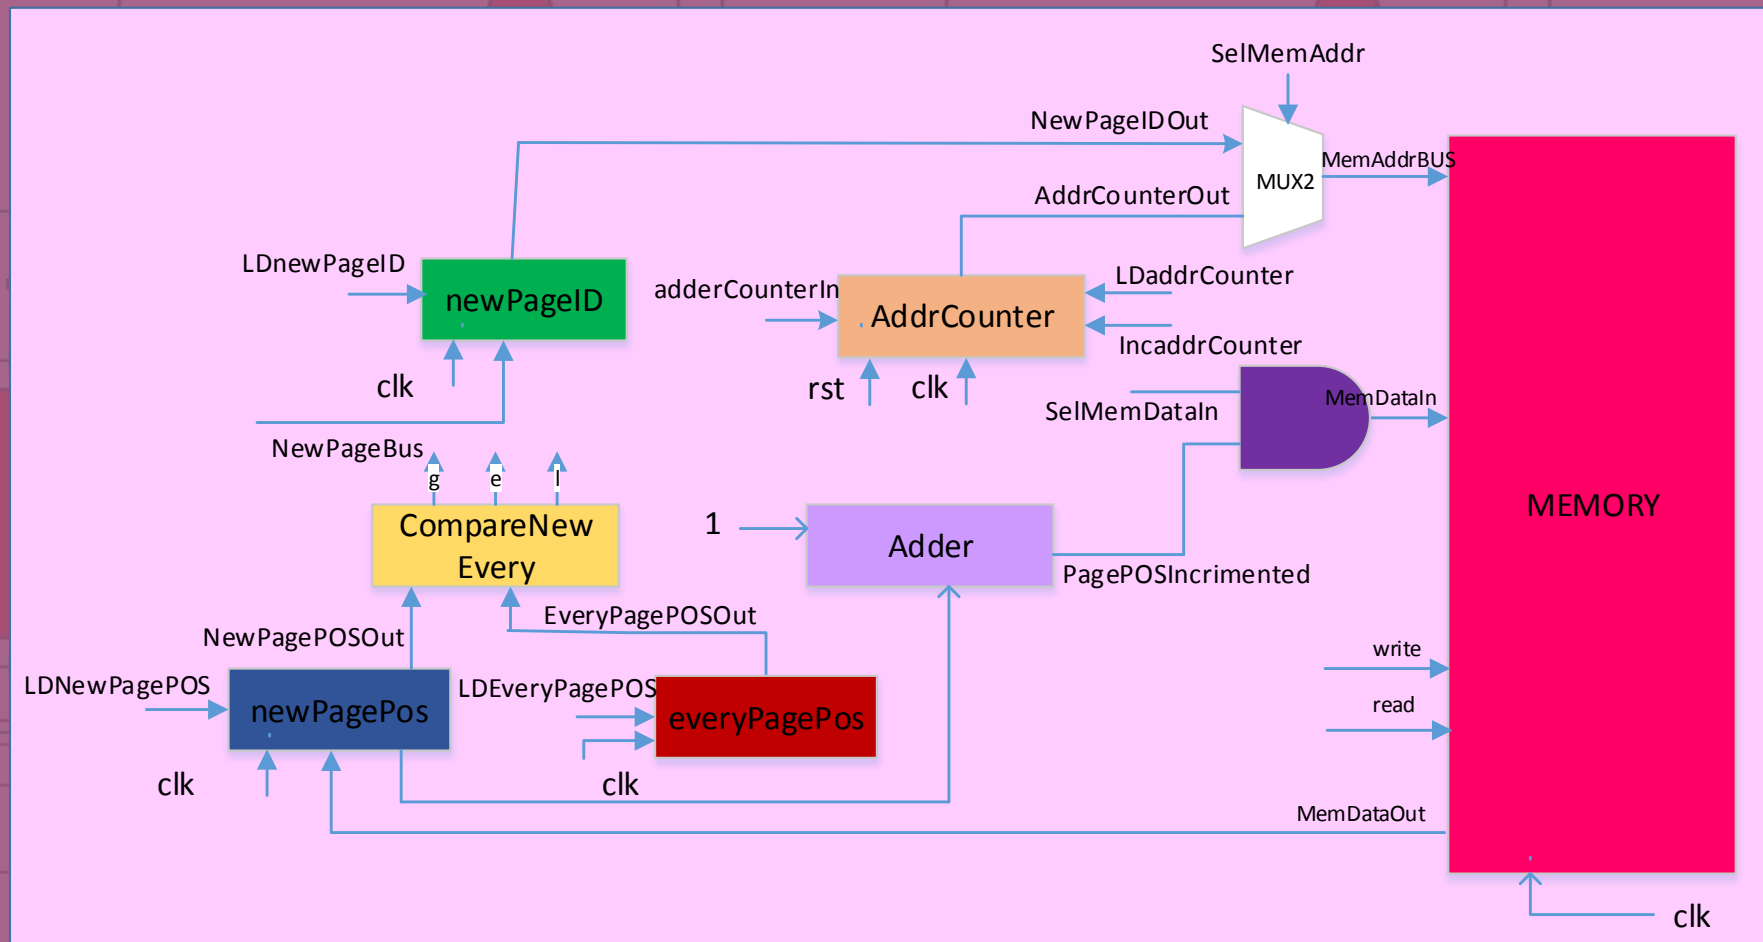 SelMemAddr
NewPageIDOut
MemAddrBUS
MUX2
AddrCounterOut
LDnewPageID
newPageID
adderCounterIn
AddrCounter
LDaddrCounter
IncaddrCounter
clk
rst
clk
NewPageBus
SelMemDataIn
MemDataIn
g
e
l
CompareNew
Every
1
Adder
PagePOSIncrimented
MEMORY
NewPagePOSOut
EveryPagePOSOut
LDNewPagePOS
newPagePos
LDEveryPagePOS
everyPagePos
write
read
clk
clk
MemDataOut
clk